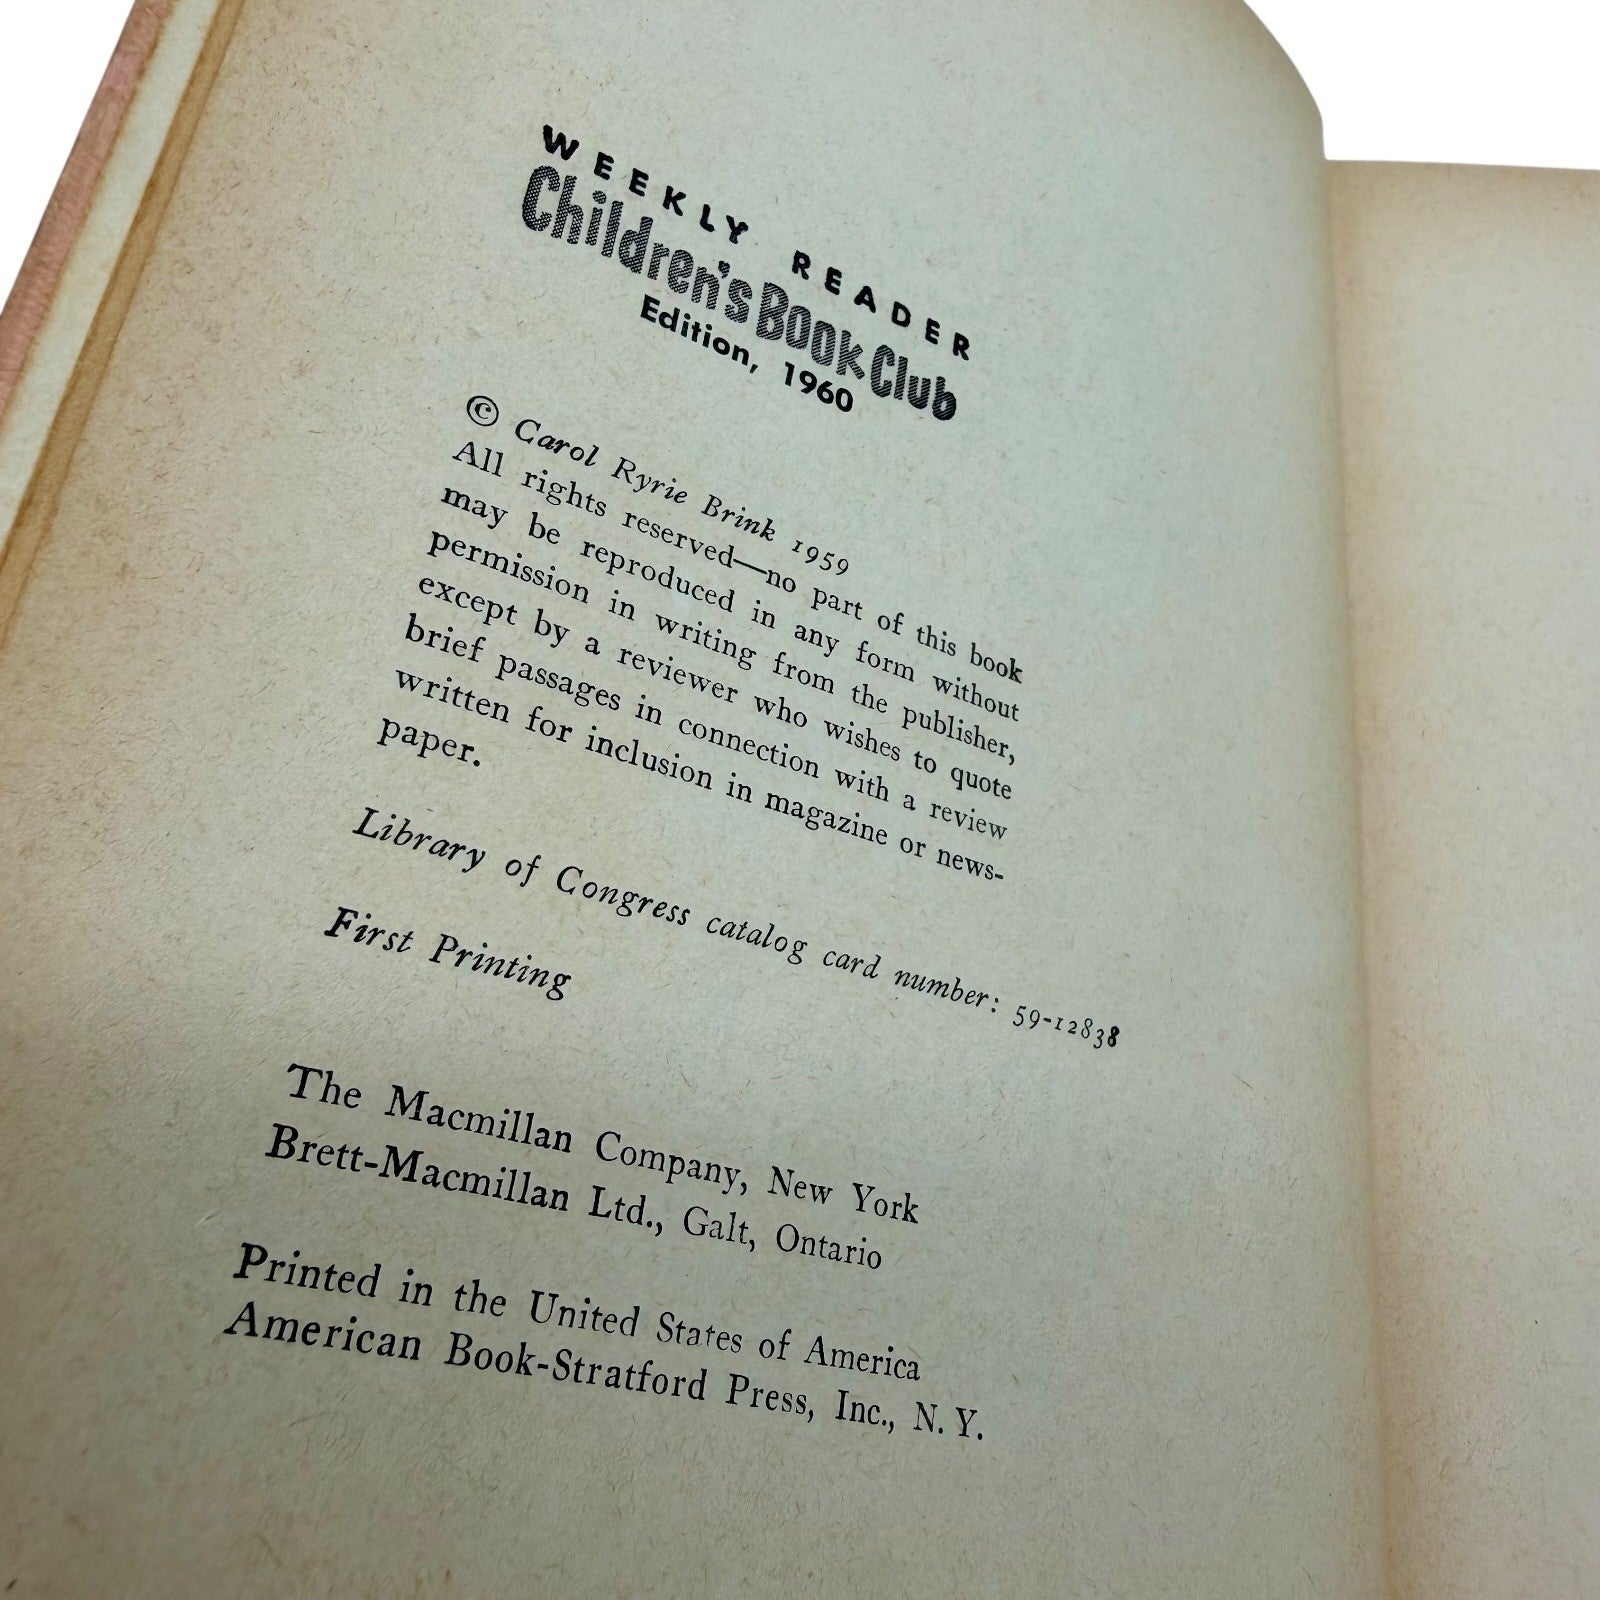 WEEKLY READER
Children's Book Club
Edition, 1960
© Carol Ryrie Brink 1959
All rights reserved—no part of this book
may be reproduced in any form without
permission in writing from the publisher,
except by a reviewer who wishes to quote
brief passages in connection with a review
written for inclusion in magazine or news-
paper.
Library of Congress catalog card number: 59-12838
First Printing
The Macmillan Company, New York
Brett-Macmillan Ltd., Galt, Ontario
Printed in the United States of America
American Book-Stratford Press, Inc., N. Y.